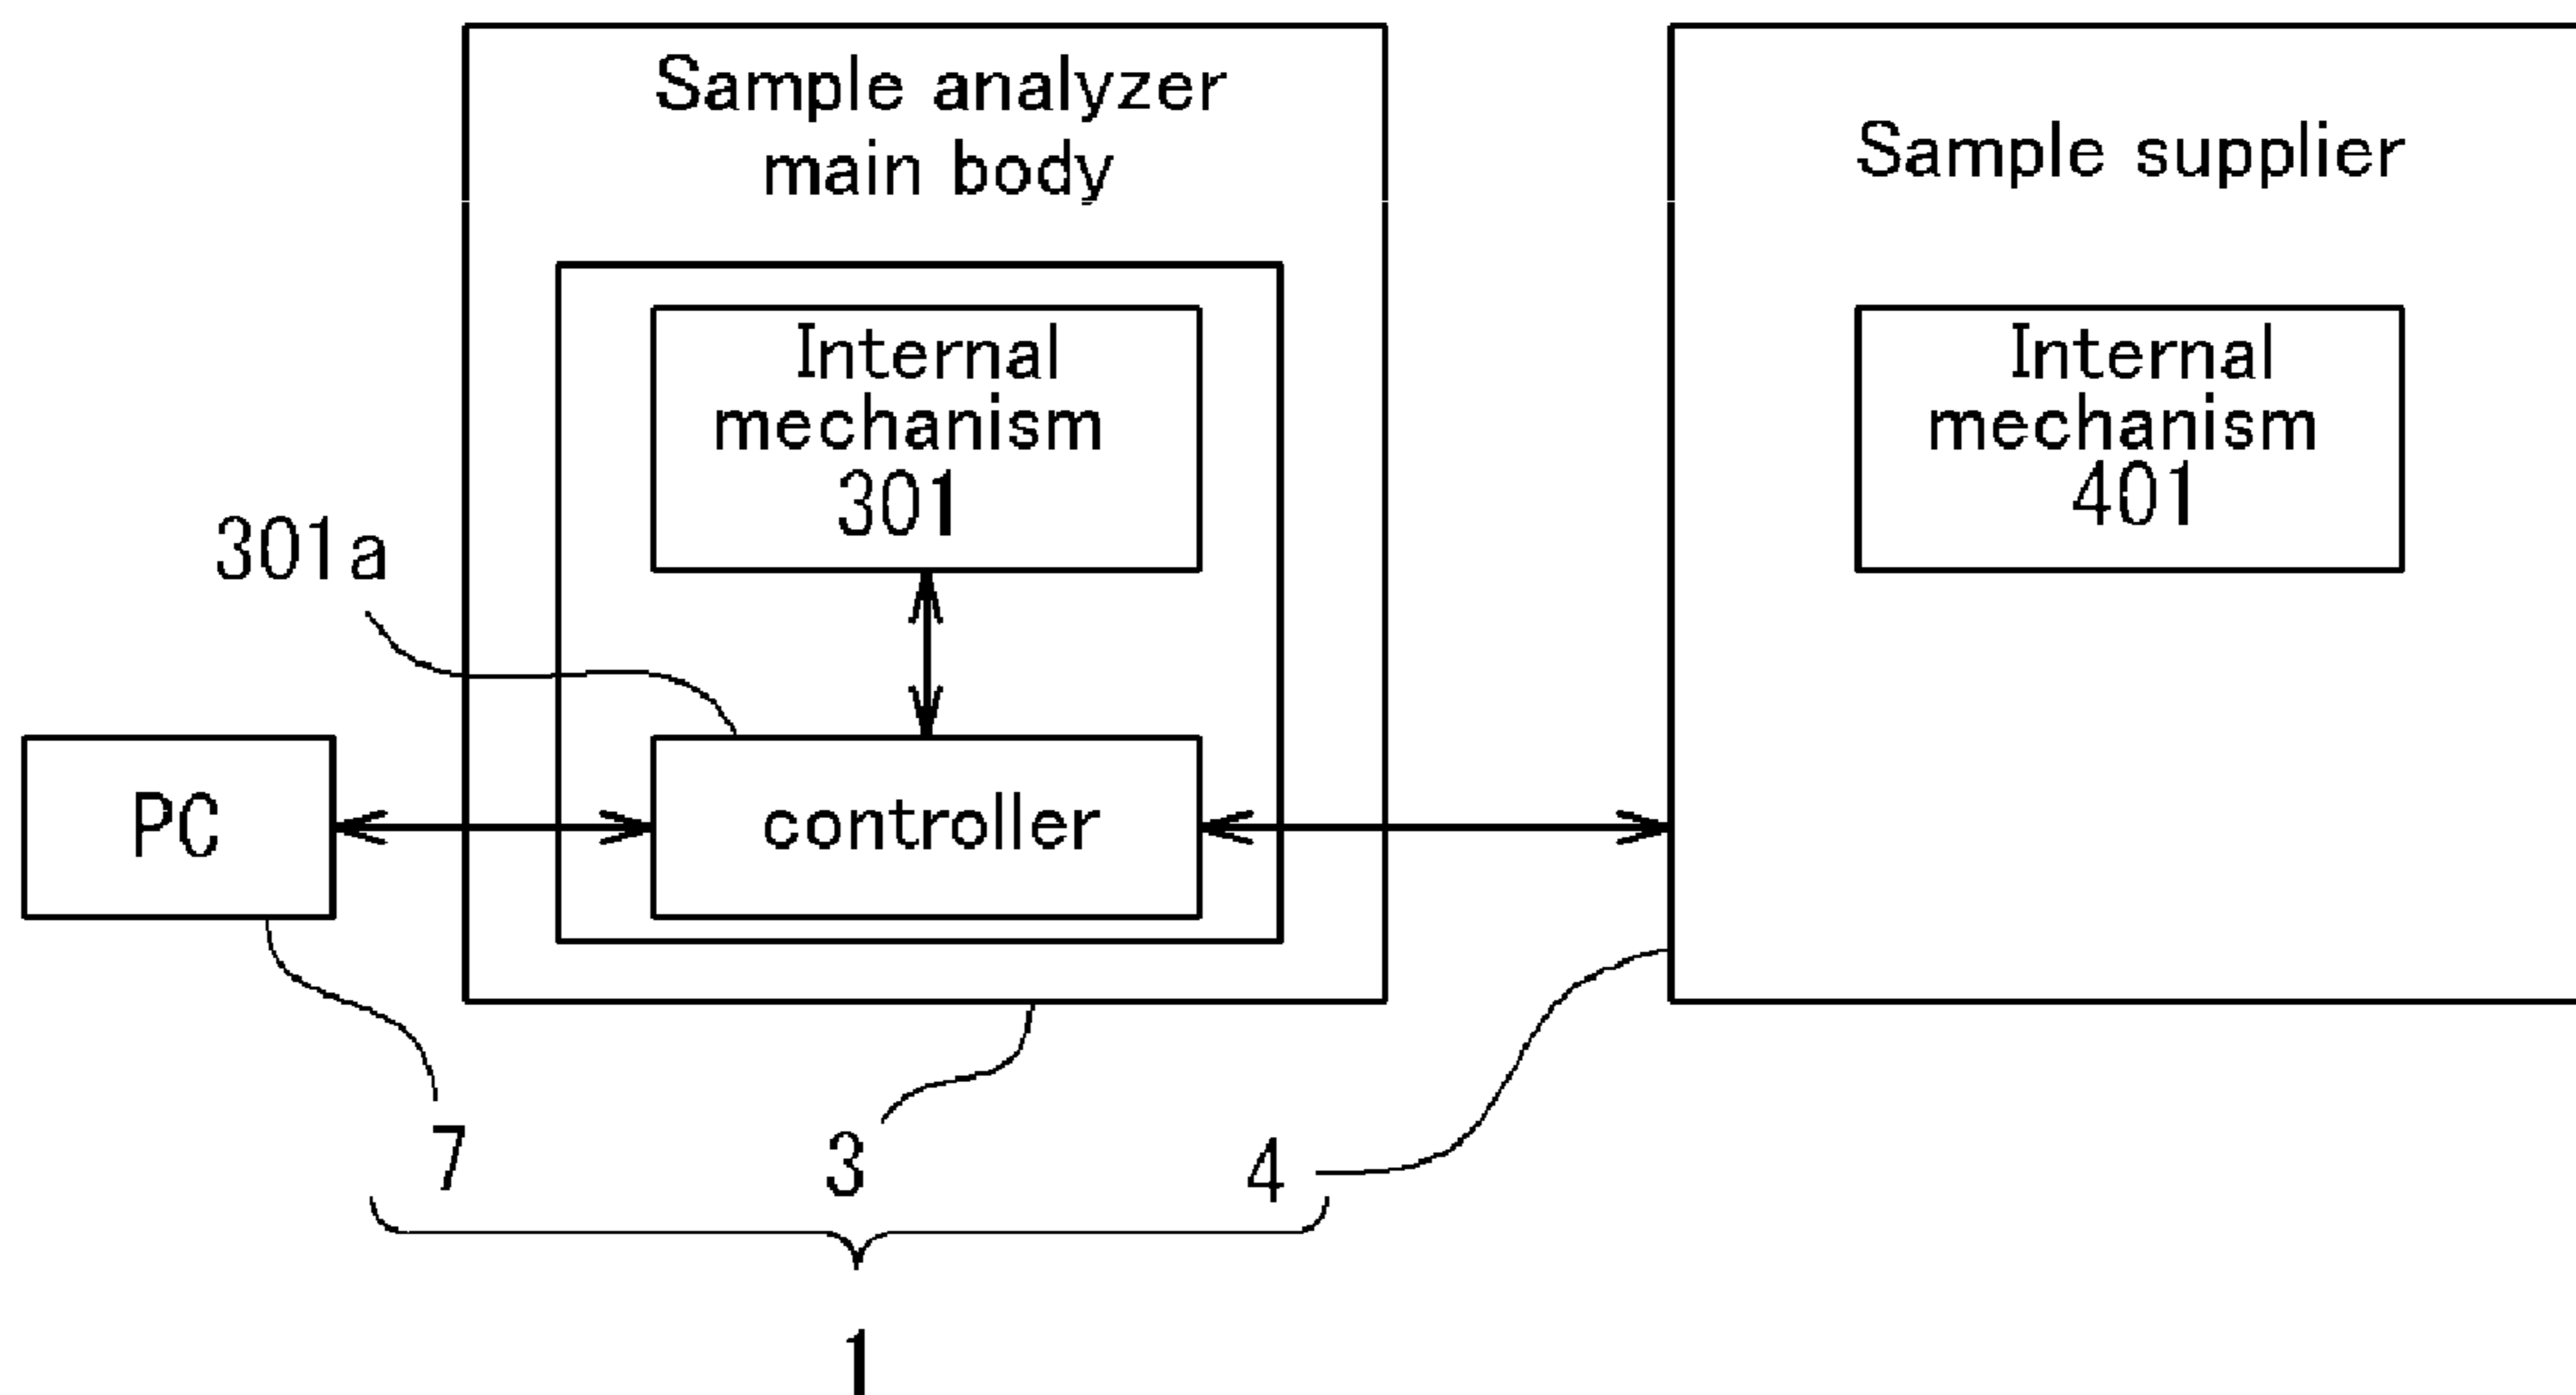 Sample analyzer
main body
Sample supplier
Internal
mechanism
301
Internal
mechanism
401
301a
PC
controller
7
3
4
1